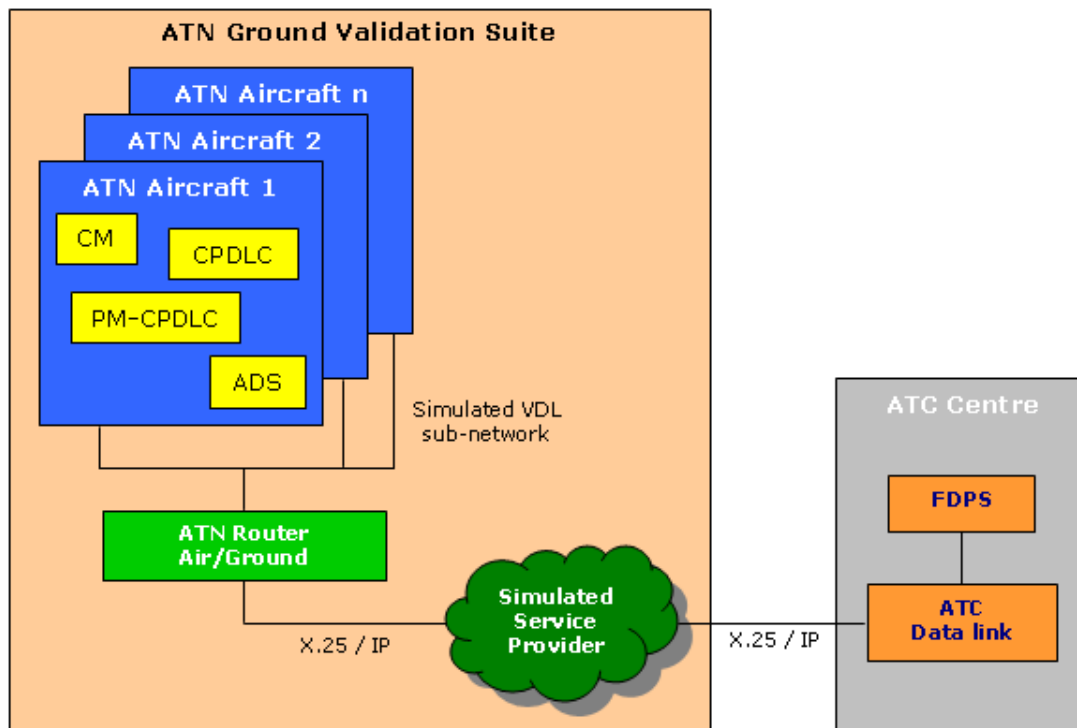 ATN Ground Validation Suite
ATN Aircraft n
ATN Aircraft 2
ATN Aircraft 1
CM
CPDLC
PM-CPDLC
ADS
Simulated VDL
sub-network
ATN Router
Air/Ground
X.25 / IP
Simulated
Service
Provider
X.25 / IP
ATC Centre
FDPS
ATC
Data link